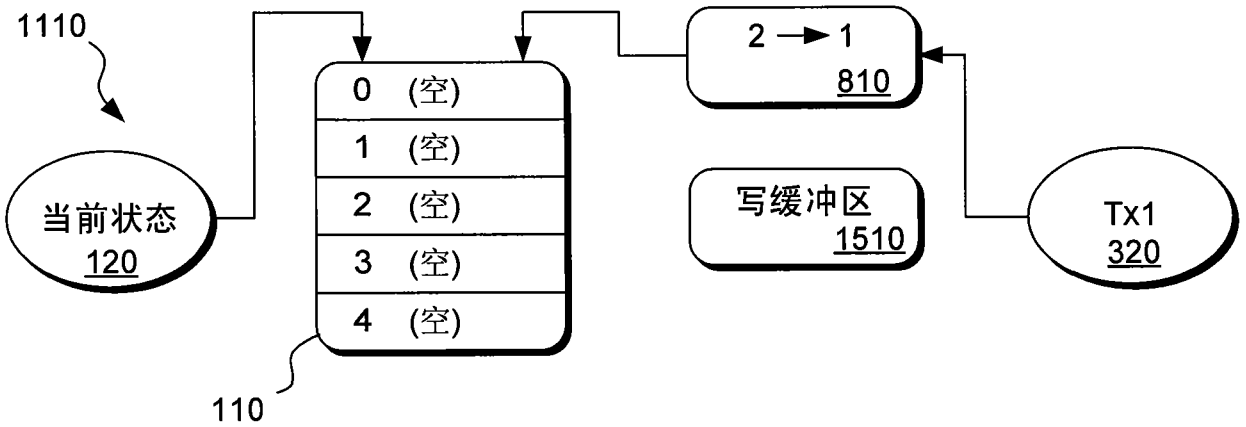 1110
当前状态
120
0 (空)
1 (空)
2 (空)
3 (空)
4 (空)
110
2 → 1
810
写缓冲区
1510
Tx1
320